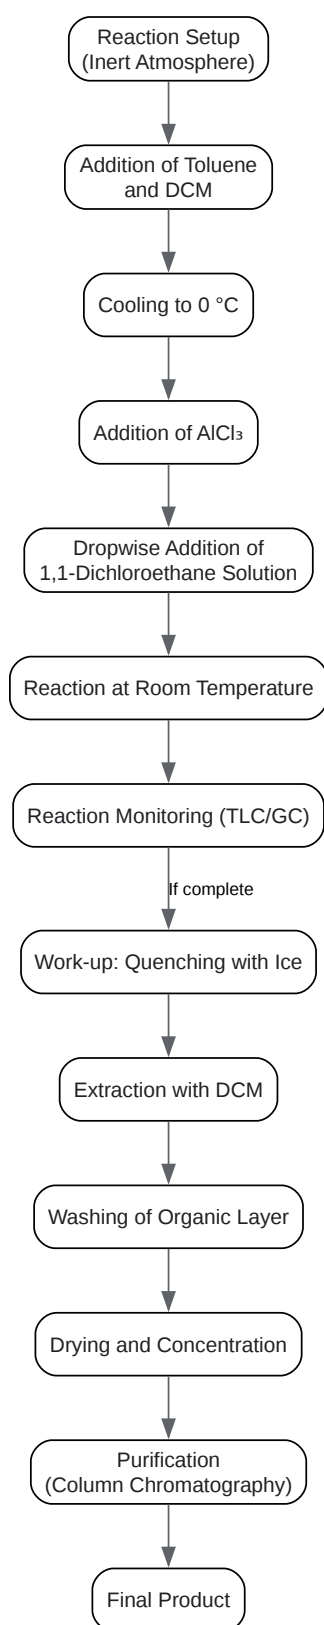 Reaction Setup
(Inert Atmosphere)
Addition of Toluene
and DCM
Cooling to 0 °C
Addition of AlCl₃
Dropwise Addition of
1,1-Dichloroethane Solution
Reaction at Room Temperature
Reaction Monitoring (TLC/GC)
If complete
Work-up: Quenching with Ice
Extraction with DCM
Washing of Organic Layer
Drying and Concentration
Purification
(Column Chromatography)
Final Product